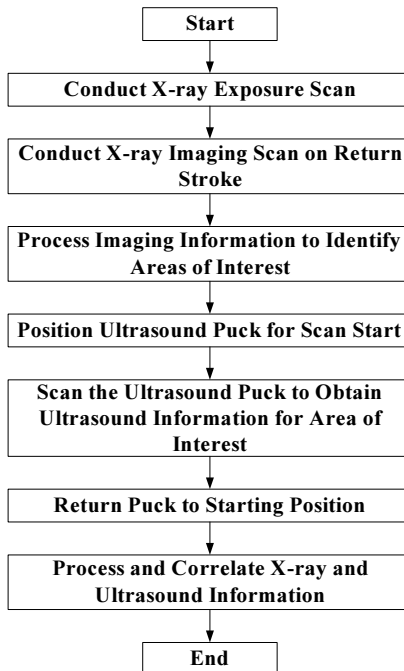 Start
Conduct X-ray Exposure Scan
Conduct X-ray Imaging Scan on Return
Stroke
Process Imaging Information to Identify
Areas of Interest
Position Ultrasound Puck for Scan Start
Scan the Ultrasound Puck to Obtain
Ultrasound Information for Area of
Interest
Return Puck to Starting Position
Process and Correlate X-ray and
Ultrasound Information
End